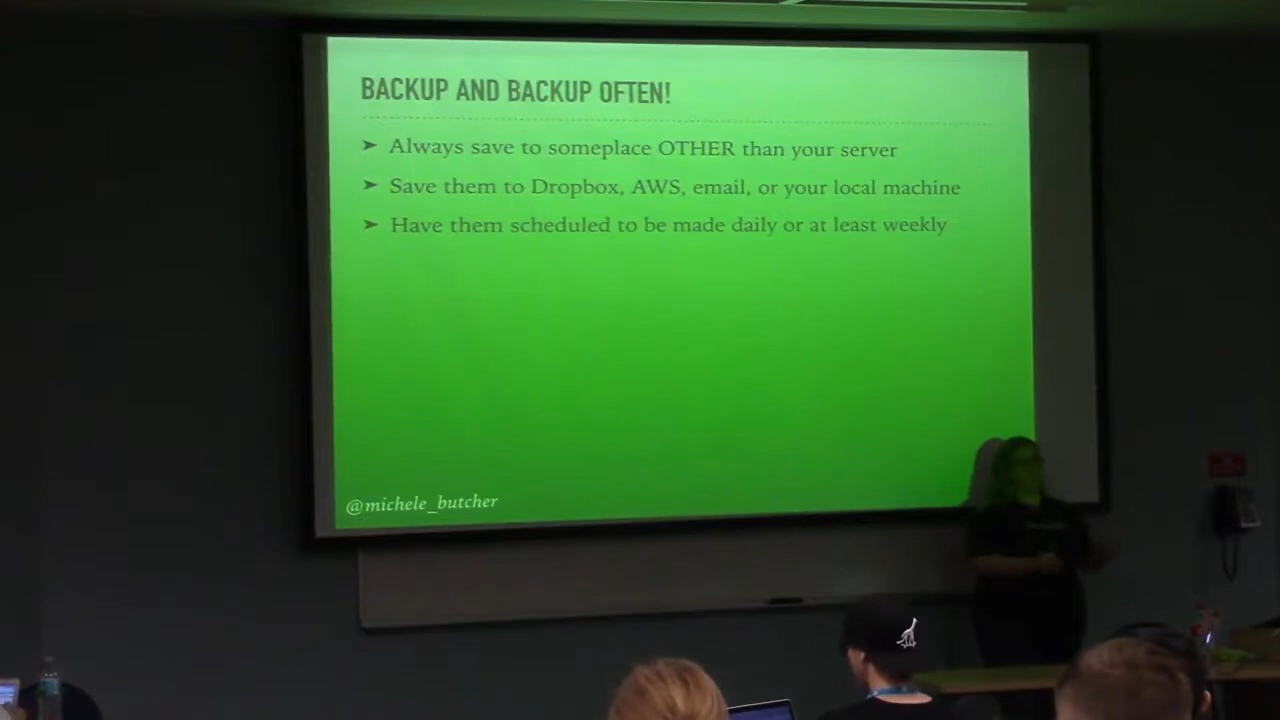 BACKUP AND BACKUP OFTEN!
➤ Always save to someplace OTHER than your server
➤ Save them to Dropbox, AWS, email, or your local machine
➤ Have them scheduled to be made daily or at least weekly
@michele_butcher